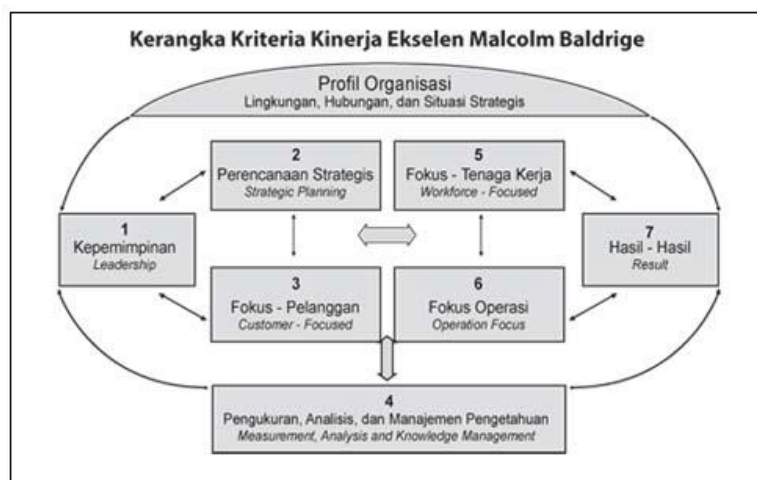 Kerangka Kriteria Kinerja Ekselen Malcolm Baldrige
Profil Organisasi
Lingkungan, Hubungan, dan Situasi Strategis
2
Perencanaan Strategis
Strategic Planning
5
Fokus - Tenaga Kerja
Workforce - Focused
1
Kepemimpinan
Leadership
7
Hasil - Hasil
Result
3
Fokus - Pelanggan
Customer - Focused
6
Fokus Operasi
Operation Focus
4
Pengukuran, Analisis, dan Manajemen Pengetahuan
Measurement, Analysis and Knowledge Management